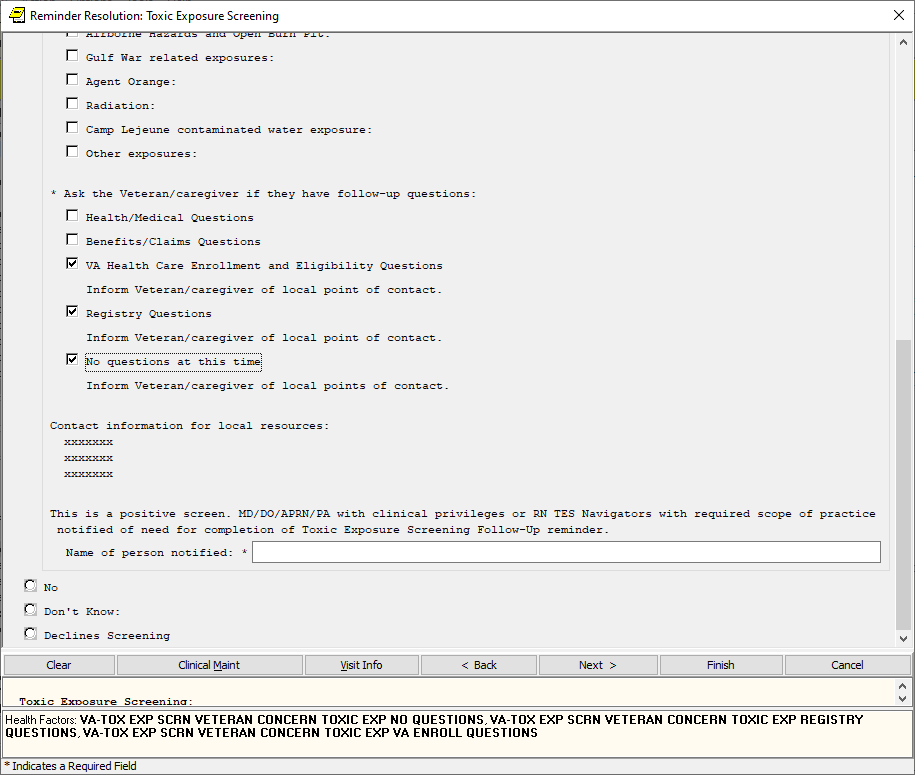 Reminder Resolution: Toxic Exposure Screening
Airborne Hazards and Open Burn Pit:
Gulf War related exposures:
Agent Orange:
Radiation:
Camp Lejeune contaminated water exposure:
Other exposures:
* Ask the Veteran/caregiver if they have follow-up questions:
Health/Medical Questions
Benefits/Claims Questions
VA Health Care Enrollment and Eligibility Questions
Inform Veteran/caregiver of local point of contact.
Registry Questions
Inform Veteran/caregiver of local point of contact.
No questions at this time
Inform Veteran/caregiver of local points of contact.
Contact information for local resources:
xxxxxxx
xxxxxxx
xxxxxxx
This is a positive screen. MD/DO/APRN/PA with clinical privileges or RN TES Navigators with required scope of practice
notified of need for completion of Toxic Exposure Screening Follow-Up reminder.
Name of person notified: *
No
Don't Know:
Declines Screening
Clear Clinical Maint Visit Info < Back Next > Finish Cancel
Toxic Exposure Screening:
Health Factors: VA-TOX EXP SCRN VETERAN CONCERN TOXIC EXP NO QUESTIONS, VA-TOX EXP SCRN VETERAN CONCERN TOXIC EXP REGISTRY
QUESTIONS, VA-TOX EXP SCRN VETERAN CONCERN TOXIC EXP VA ENROLL QUESTIONS
* Indicates a Required Field